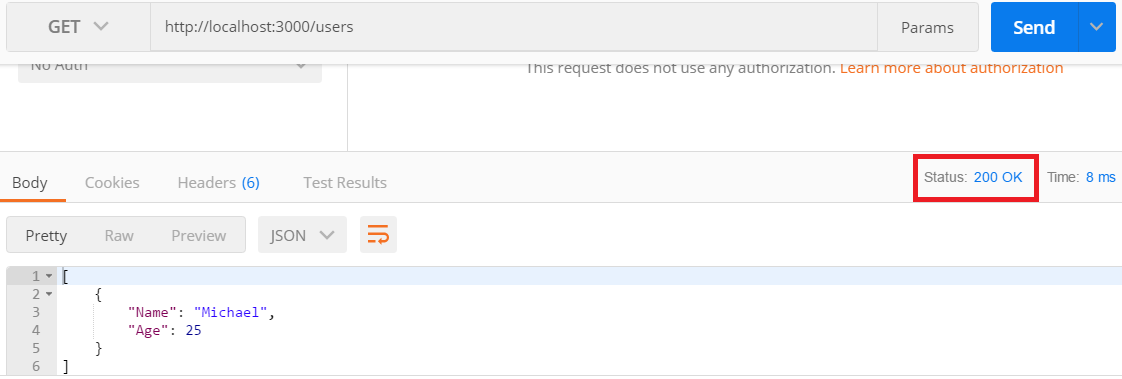 GET http://localhost:3000/users Params Send
No Auth This request does not use any authorization. Learn more about authorization
Body Cookies Headers (6) Test Results Status: 200 OK Time: 8 ms
Pretty Raw Preview JSON
1 [
2 {
3 "Name": "Michael",
4 "Age": 25
5 }
6 ]